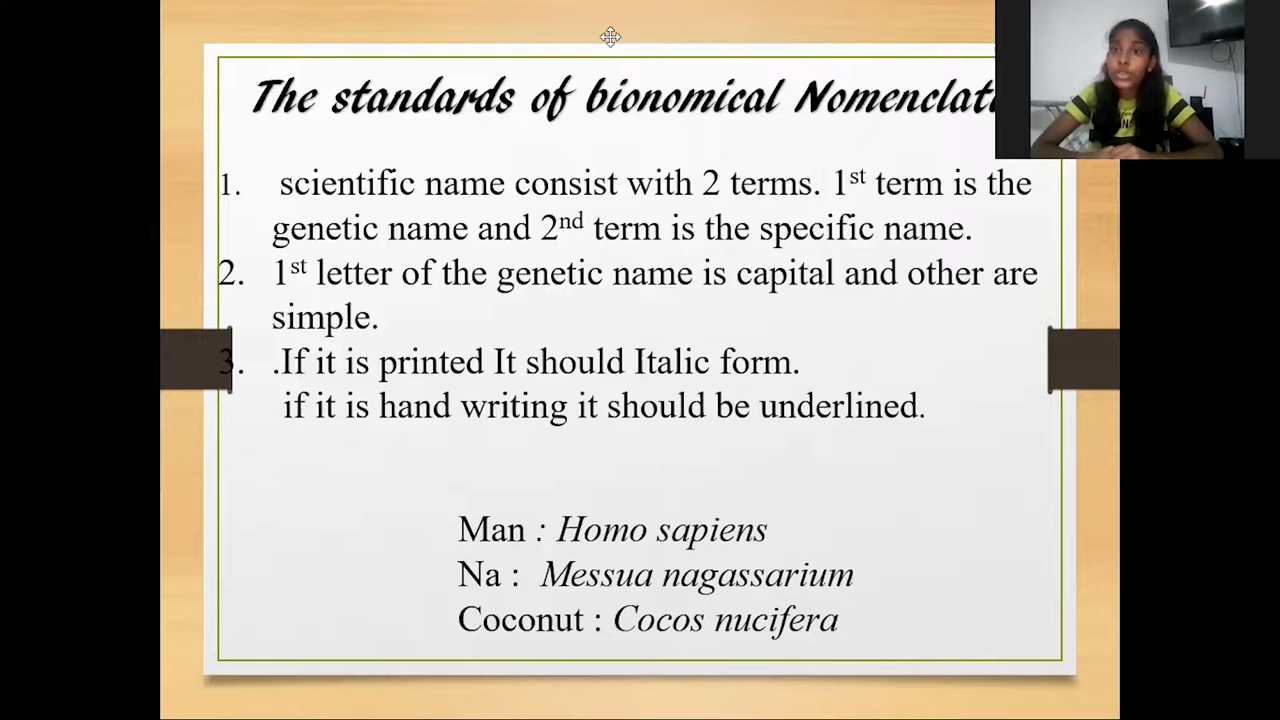 The standards of bionomical Nomenclat
1. scientific name consist with 2 terms. 1st term is the
genetic name and 2nd term is the specific name.
2. 1st letter of the genetic name is capital and other are
simple.
3. .If it is printed It should Italic form.
if it is hand writing it should be underlined.
Man : Homo sapiens
Na : Messua nagassarium
Coconut : Cocos nucifera